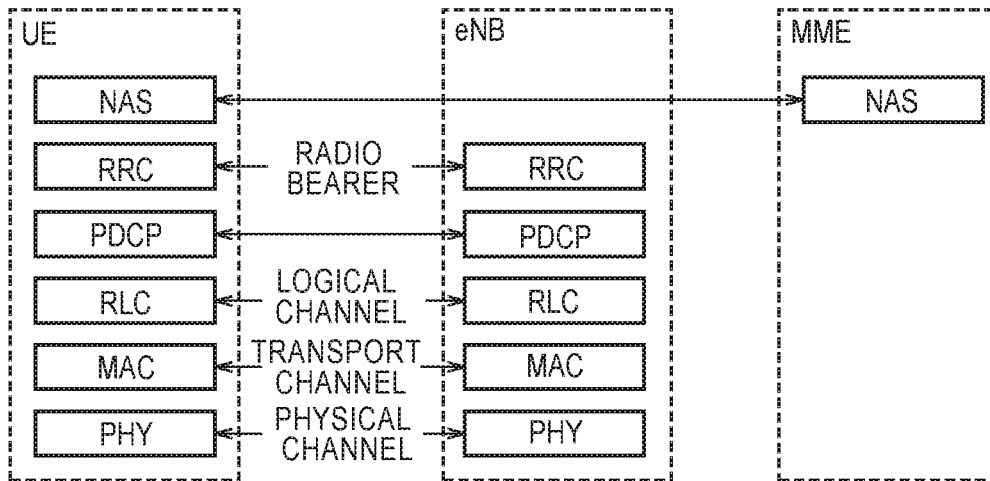 UE
eNB
MME
NAS
NAS
RRC
RADIO
BEARER
RRC
PDCP
PDCP
RLC
LOGICAL
CHANNEL
RLC
MAC
TRANSPORT
CHANNEL
MAC
PHY
PHYSICAL
CHANNEL
PHY